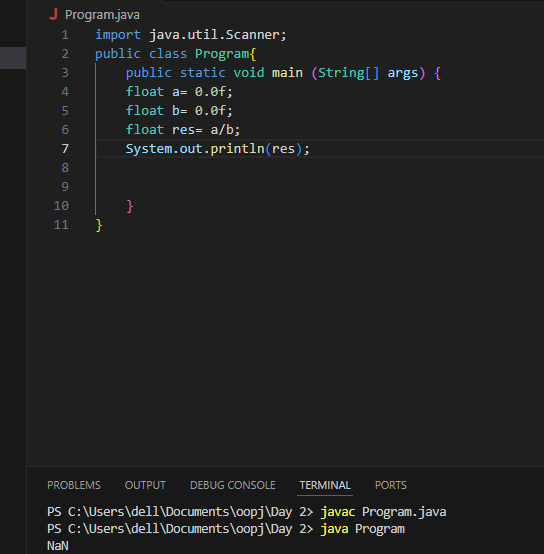 J Program.java
1 import java.util.Scanner;
2 public class Program{
3 public static void main (String[] args) {
4 float a= 0.0f;
5 float b= 0.0f;
6 float res= a/b;
7 System.out.println(res);
8
9
10 }
11 }
PROBLEMS OUTPUT DEBUG CONSOLE TERMINAL PORTS
PS C:\Users\dell\Documents\oopj\Day 2> javac Program.java
PS C:\Users\dell\Documents\oopj\Day 2> java Program
NaN